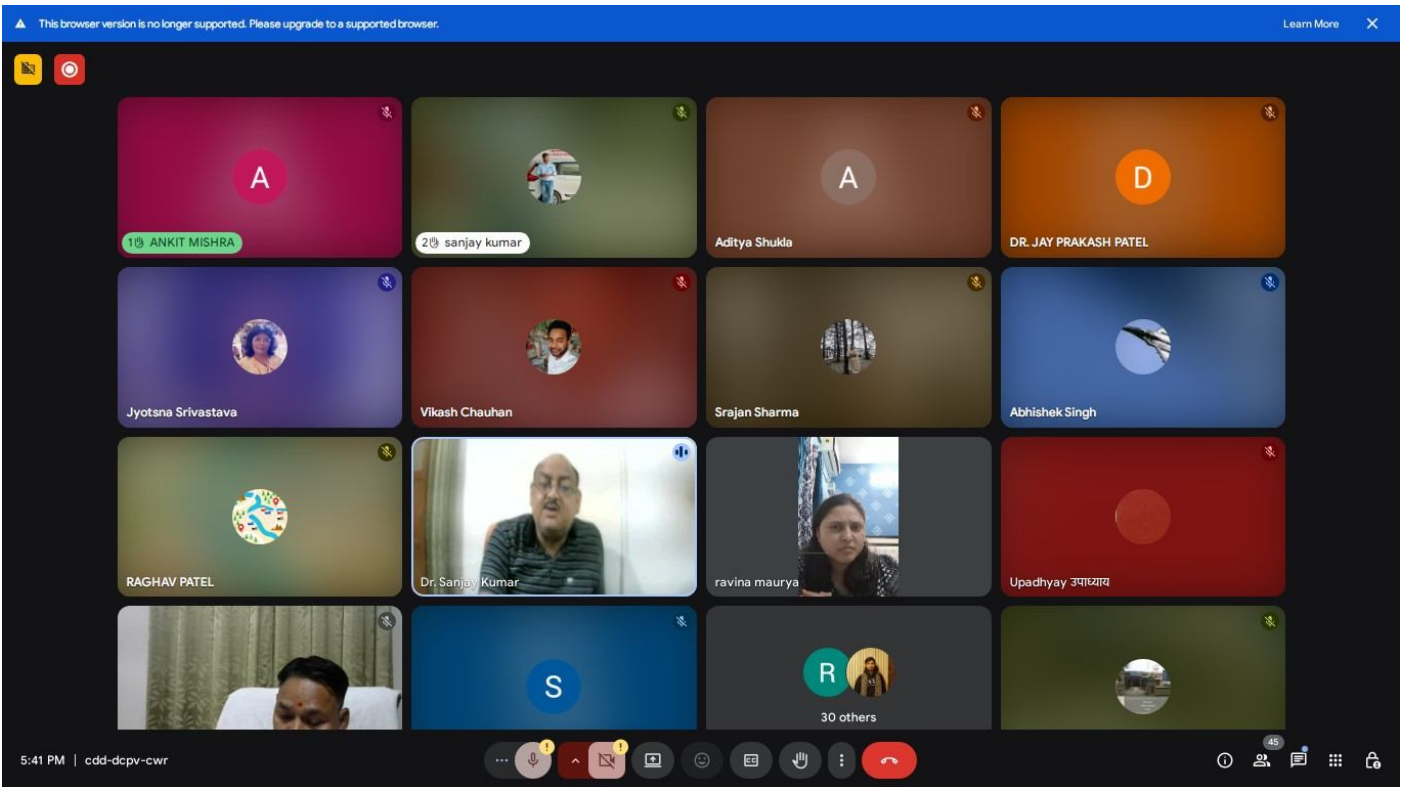 This browser version is no longer supported. Please upgrade to a supported browser.
Learn More
A
1 ANKIT MISHRA
2 sanjay kumar
A
Aditya Shukla
D
DR. JAY PRAKASH PATEL
Jyotsna Srivastava
Vikash Chauhan
Srajan Sharma
Abhishek Singh
RAGHAV PATEL
Dr. Sanjay Kumar
ravina maurya
Upadhyay उपाध्याय
S
R
30 others
5:41 PM | cdd-dcpv-cwr
CC
45